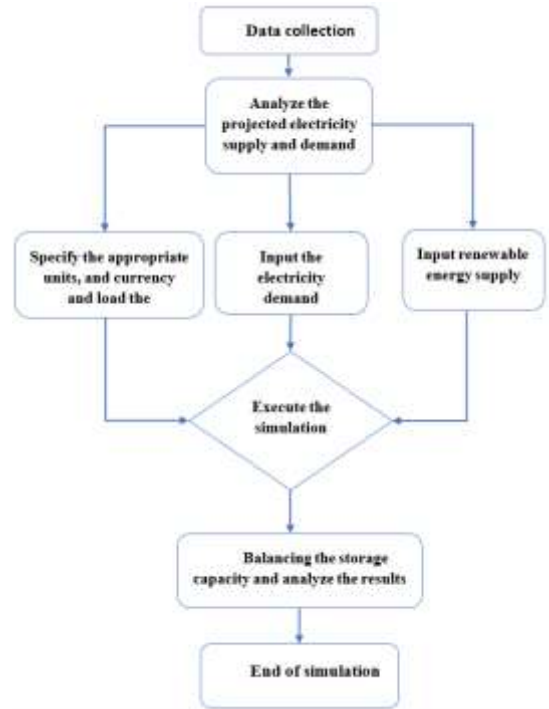 Data collection
Analyze the
projected electricity
supply and demand
Specify the appropriate
units, and currency
and load the
Input the
electricity
demand
Input renewable
energy supply
Execute the
simulation
Balancing the storage
capacity and analyze the results
End of simulation